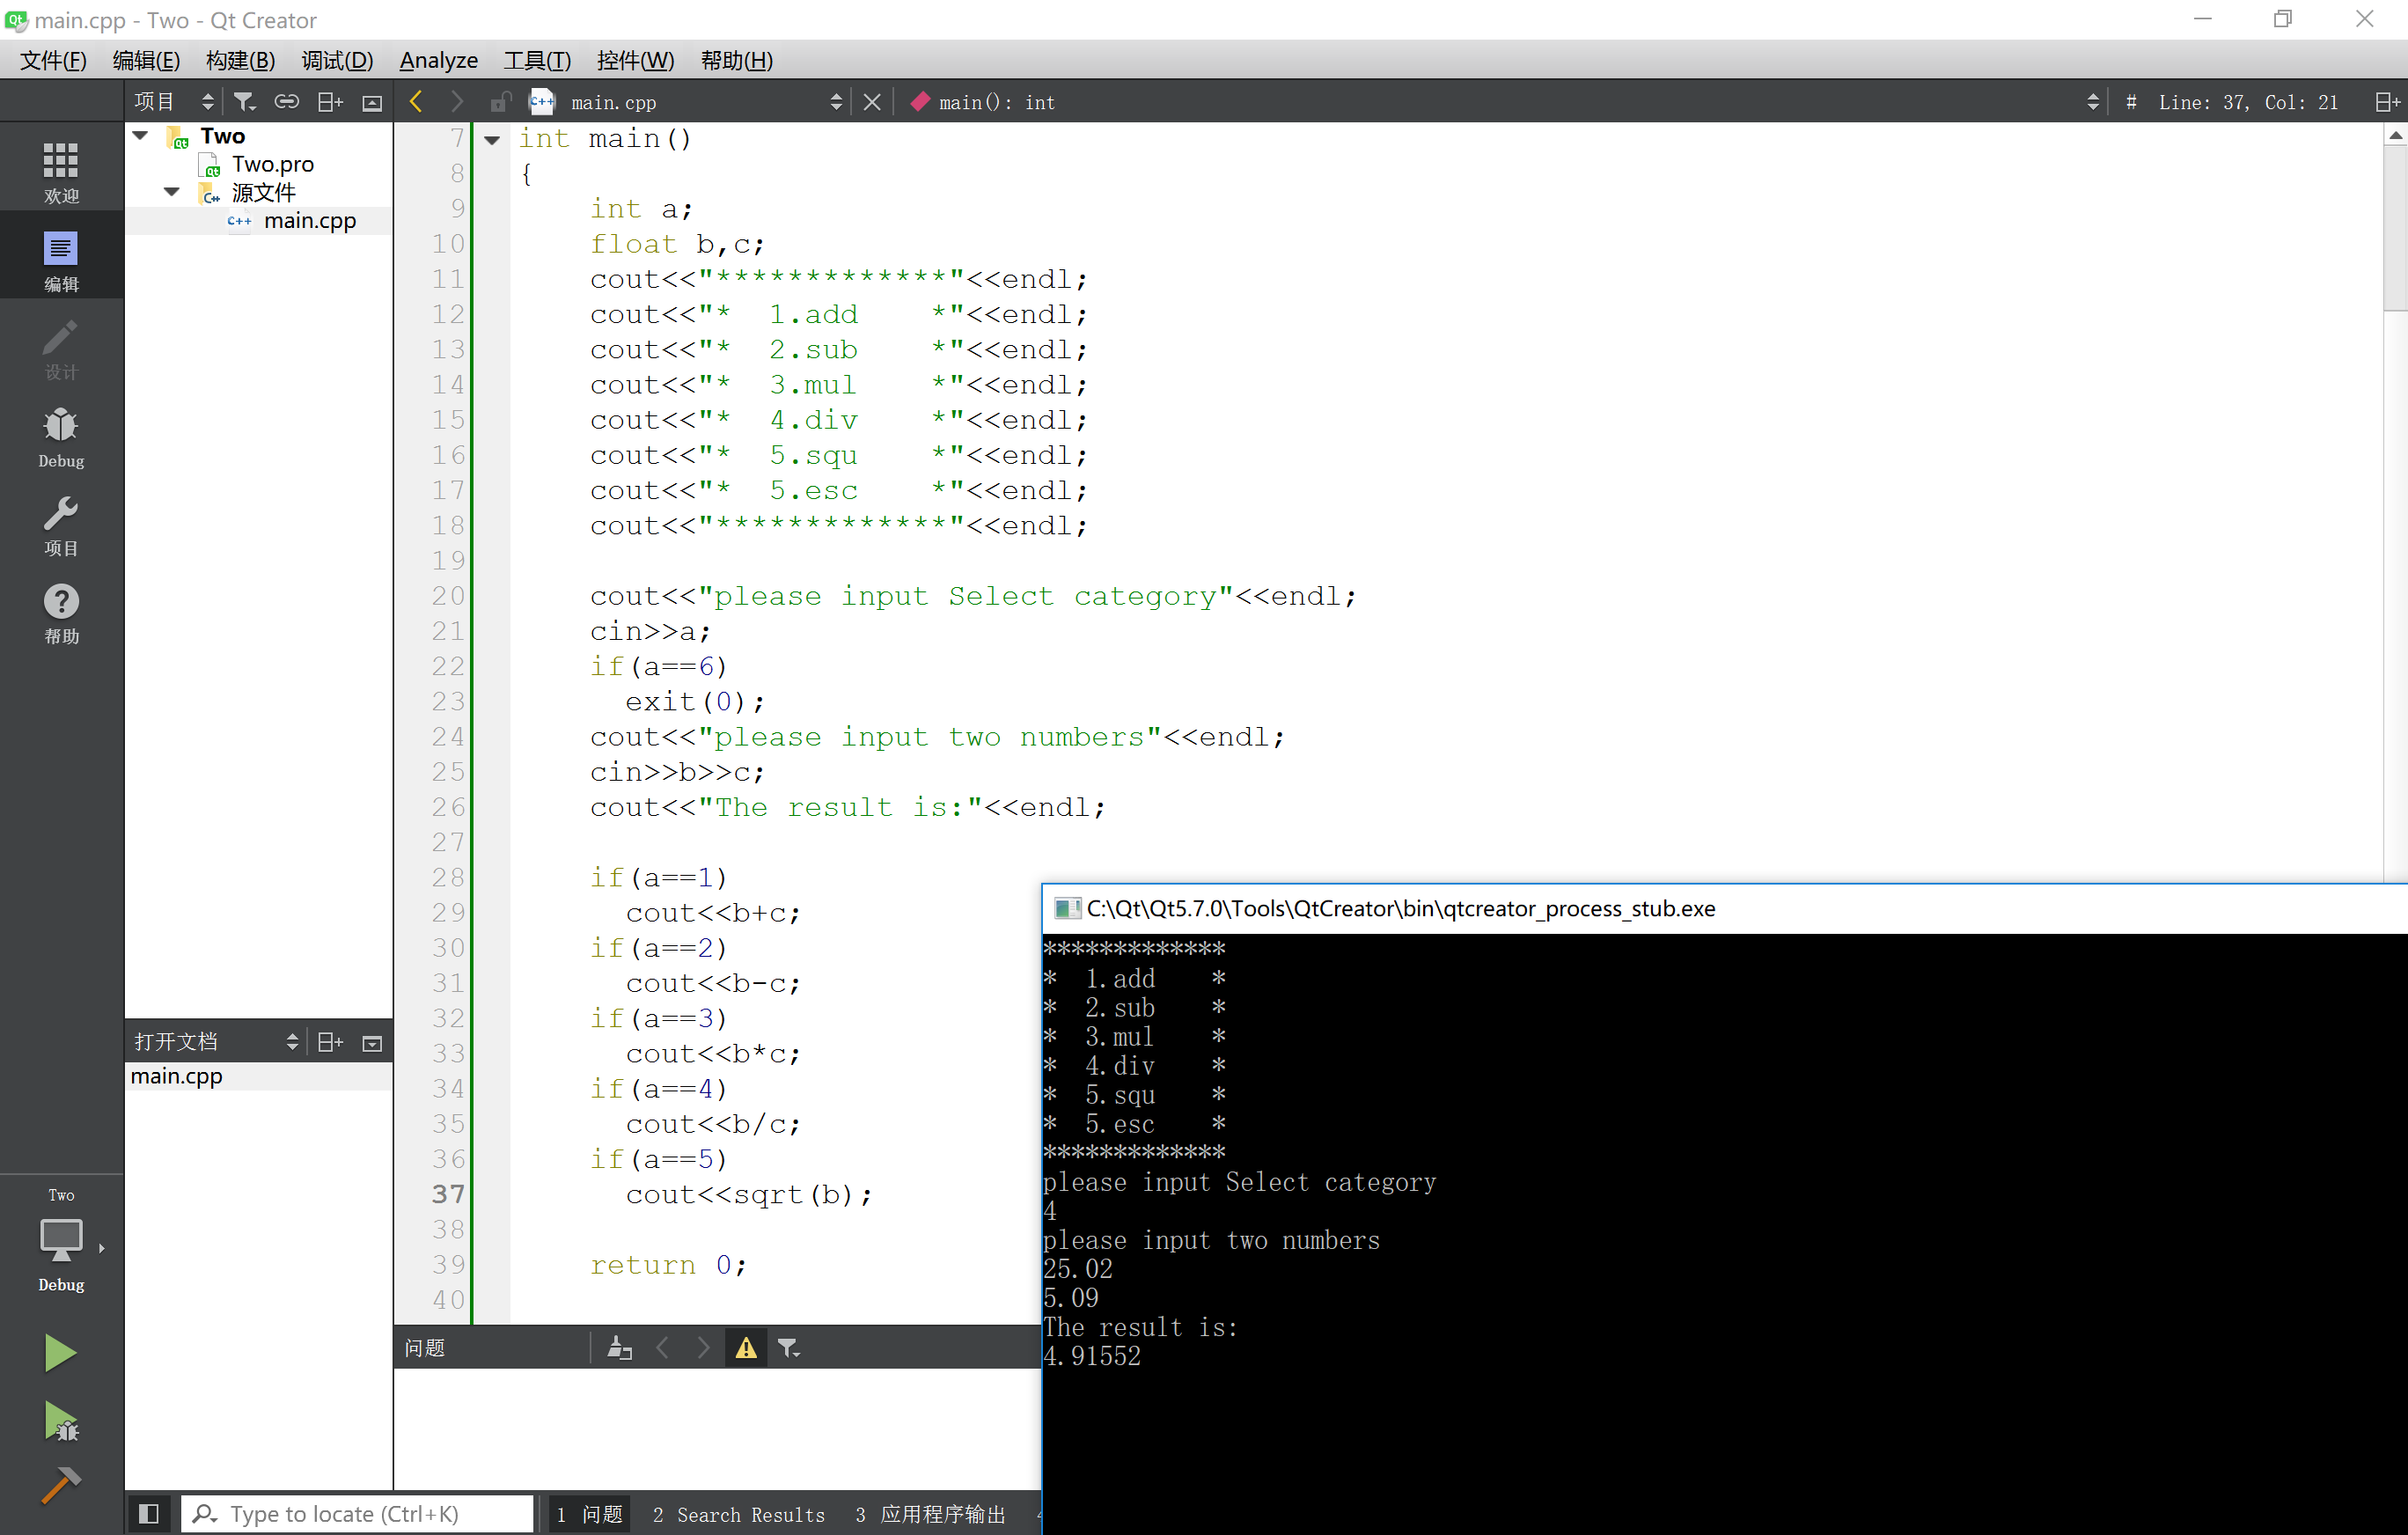 main.cpp - Two - Qt Creator
文件(F) 编辑(E) 构建(B) 调试(D) Analyze 工具(T) 控件(W) 帮助(H)
项目
main.cpp
main(): int
# Line: 37, Col: 21
欢迎
编辑
设计
Debug
项目
帮助
Two
Two.pro
源文件
main.cpp
7 int main()
8 {
9 int a;
10 float b,c;
11 cout<<"*************"<<endl;
12 cout<<"*  1.add    *"<<endl;
13 cout<<"*  2.sub    *"<<endl;
14 cout<<"*  3.mul    *"<<endl;
15 cout<<"*  4.div    *"<<endl;
16 cout<<"*  5.squ    *"<<endl;
17 cout<<"*  5.esc    *"<<endl;
18 cout<<"*************"<<endl;
19
20 cout<<"please input Select category"<<endl;
21 cin>>a;
22 if(a==6)
23 exit(0);
24 cout<<"please input two numbers"<<endl;
25 cin>>b>>c;
26 cout<<"The result is:"<<endl;
27
28 if(a==1)
29 cout<<b+c;
30 if(a==2)
31 cout<<b-c;
32 if(a==3)
33 cout<<b*c;
34 if(a==4)
35 cout<<b/c;
36 if(a==5)
37 cout<<sqrt(b);
38
39 return 0;
40
打开文档
main.cpp
Two
Debug
C:\Qt\Qt5.7.0\Tools\QtCreator\bin\qtcreator_process_stub.exe
*************
*  1.add    *
*  2.sub    *
*  3.mul    *
*  4.div    *
*  5.squ    *
*  5.esc    *
*************
please input Select category
4
please input two numbers
25.02
5.09
The result is:
4.91552
问题
Type to locate (Ctrl+K)
1 问题 2 Search Results 3 应用程序输出